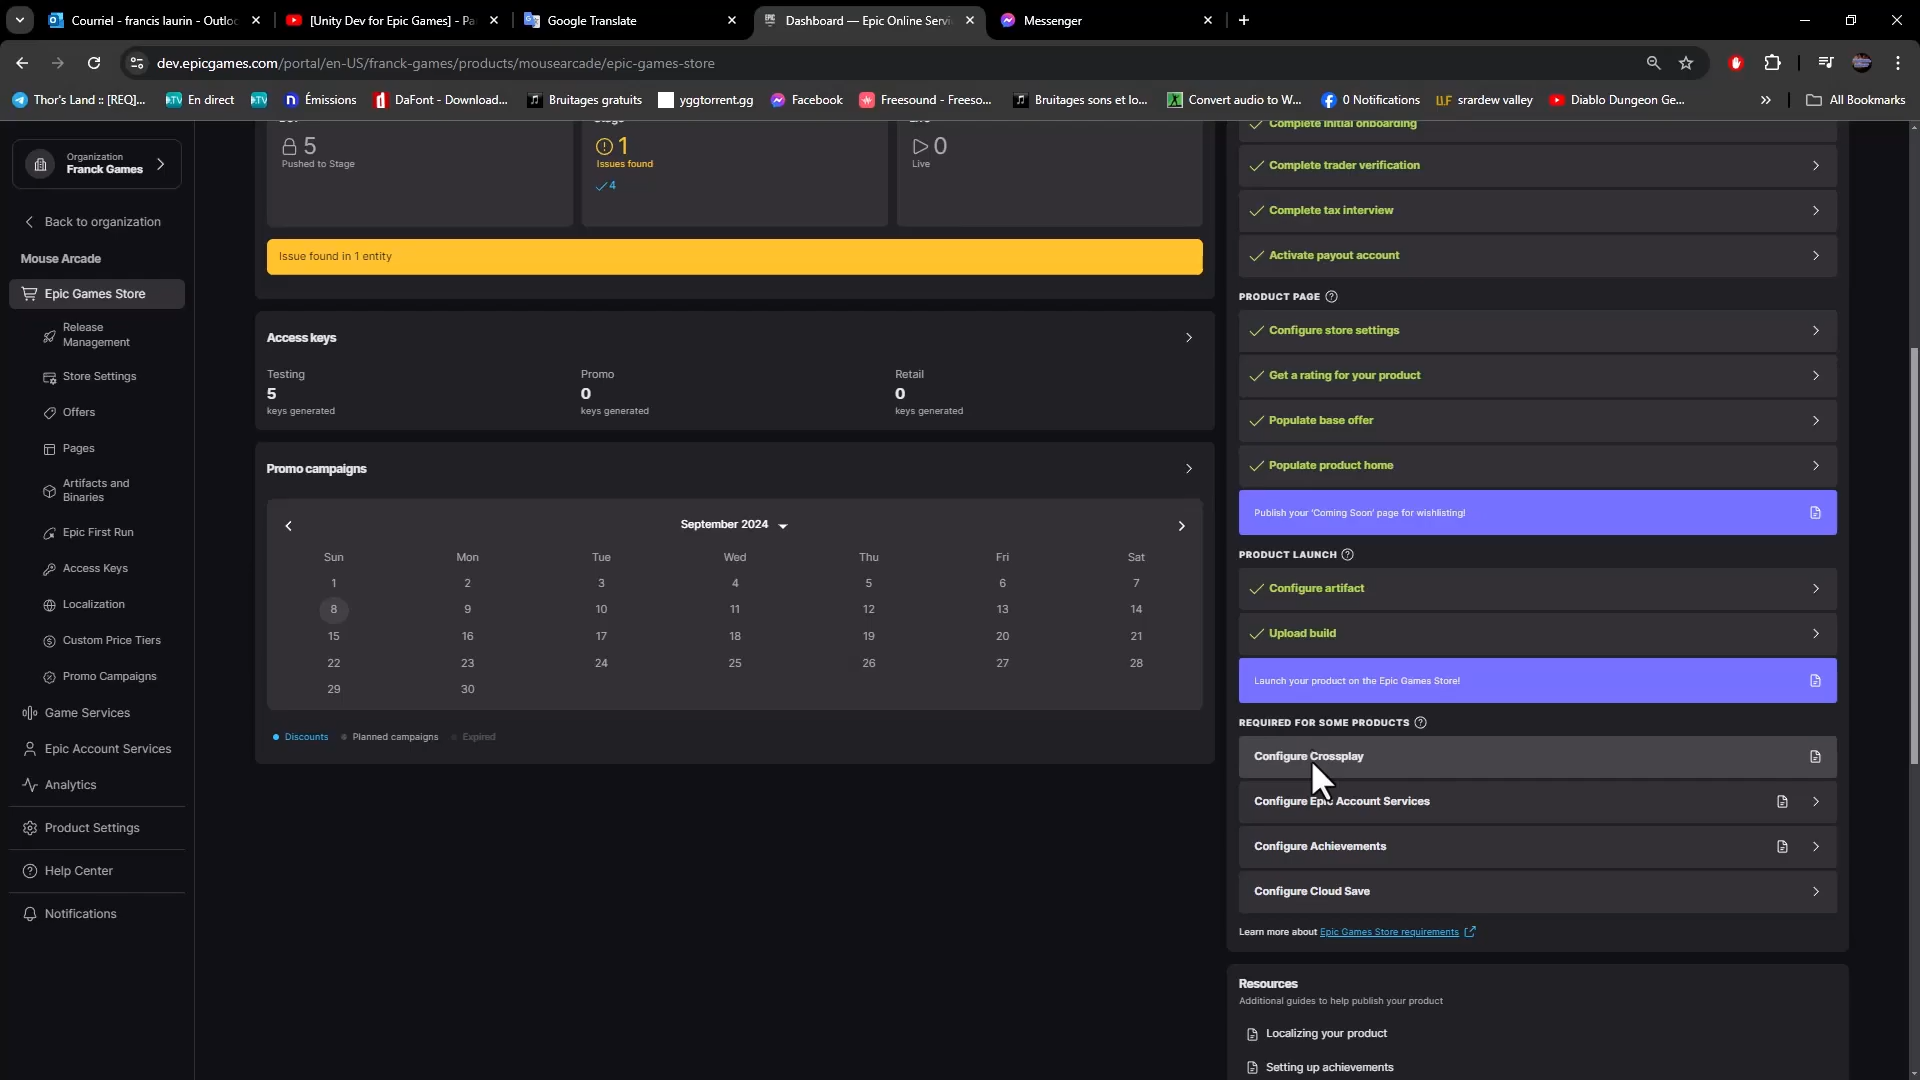 Courriel - francis laurin - Outlo
[Unity Dev for Epic Games] - Pa
Google Translate
Dashboard — Epic Online Servi
Messenger
dev.epicgames.com/portal/en-US/franck-games/products/mousearcade/epic-games-store
Thor's Land :: [REQ]...
En direct
Émissions
DaFont - Download...
Bruitages gratuits
yggtorrent.gg
Facebook
Freesound - Freeso...
Bruitages sons et lo...
Convert audio to W...
0 Notifications
srardew valley
Diablo Dungeon Ge...
All Bookmarks
Organization
Franck Games
Back to organization
Mouse Arcade
Epic Games Store
Release
Management
Store Settings
Offers
Pages
Artifacts and
Binaries
Epic First Run
Access Keys
Localization
Custom Price Tiers
Promo Campaigns
Game Services
Epic Account Services
Analytics
Product Settings
Help Center
Notifications
5
Pushed to Stage
1
Issues found
4
0
Live
Issue found in 1 entity
Access keys
Testing Promo Retail
5 0 0
keys generated keys generated keys generated
Promo campaigns
September 2024
Sun Mon Tue Wed Thu Fri Sat
1 2 3 4 5 6 7
8 9 10 11 12 13 14
15 16 17 18 19 20 21
22 23 24 25 26 27 28
29 30
Discounts Planned campaigns Expired
Complete initial onboarding
Complete trader verification
Complete tax interview
Activate payout account
PRODUCT PAGE
Configure store settings
Get a rating for your product
Populate base offer
Populate product home
Publish your 'Coming Soon' page for wishlisting!
PRODUCT LAUNCH
Configure artifact
Upload build
Launch your product on the Epic Games Store!
REQUIRED FOR SOME PRODUCTS
Configure Crossplay
Configure Epic Account Services
Configure Achievements
Configure Cloud Save
Learn more about Epic Games Store requirements
Resources
Additional guides to help publish your product
Localizing your product
Setting up achievements